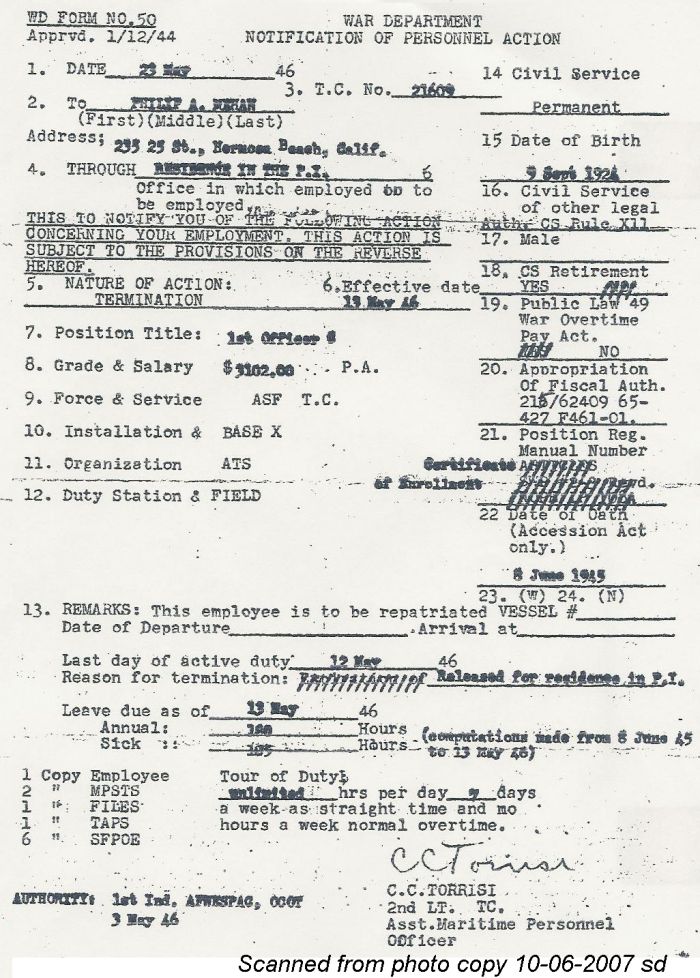 WD FORM NO.50
Apprvd. 1/12/44
WAR DEPARTMENT
NOTIFICATION OF PERSONNEL ACTION
1. DATE 23 May 46
3. T.C. No. 21609
2. To PHILIP A.
(First)(Middle)(Last)
Address; 235 25 St., Hermosa Beach, Calif.
4. THROUGH RESIDENCE IN THE P.I. 6
Office in which employed to
be employed
THIS TO NOTIFY YOU OF THE FOLLOWING ACTION
CONCERNING YOUR EMPLOYMENT. THIS ACTION IS
SUBJECT TO THE PROVISIONS ON THE REVERSE
HEREOF.
5. NATURE OF ACTION:
TERMINATION
6. Effective date
13 May 46
7. Position Title: 1st Officer
8. Grade & Salary $3102.00 P.A.
9. Force & Service ASF T.C.
10. Installation & BASE X
11. Organization ATS
12. Duty Station & FIELD
14 Civil Service
Permanent
15 Date of Birth
9 Sept 1924
16. Civil Service
of other legal
Auth: CS Rule X11
17. Male
18. CS Retirement
YES
19. Public Law 49
War Overtime
Pay Act.
NO
20. Appropriation
Of Fiscal Auth.
/62409 65-
427 F461-01.
21. Position Reg.
Manual Number
Certificate
of Enrollment
22 Date of Oath
(Accession Act
only.)
8 June 1945
23. (W) 24. (N)
13. REMARKS: This employee is to be repatriated VESSEL #
Date of Departure .Arrival at
Last day of active duty 12 May 46
Reason for termination: Released for residence in P.I.
Leave due as of 13 May 46
Annual: Hours
Sick : Hours
(computations made from 8 June 45
to 13 May 46)
1 Copy Employee
2 " MPSTS
1 " FILES
1 " TAPS
6 " SFPOE
Tour of Duty:
unlimited hrs per day 7 days
a week as straight time and mo
hours a week normal overtime.
CCTorrisi
C.C.TORRISI
2nd LT. TC.
Asst.Maritime Personnel
Officer
AUTHORITY: 1st Ind, AFWESPAC, CCOT
3 May 46
Scanned from photo copy 10-06-2007 sd